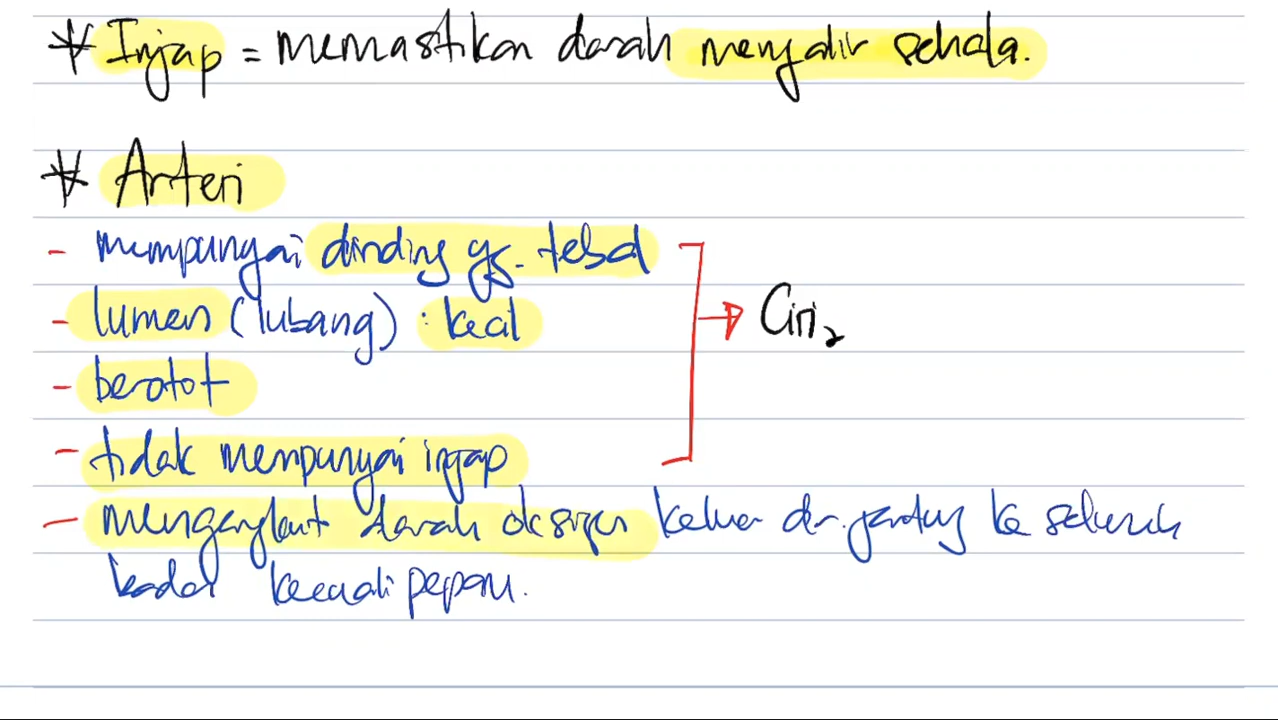 * Injap = memastikan darah mengalir sehala.
* Arteri
- mempunyai dinding yg. tebal
- lumen (lubang) : kecil
- berotot
- tidak mempunyai injap
Ciri2
- mengangkut darah oksigen keluar dr. jantung ke seluruh
badan kecuali peparu.